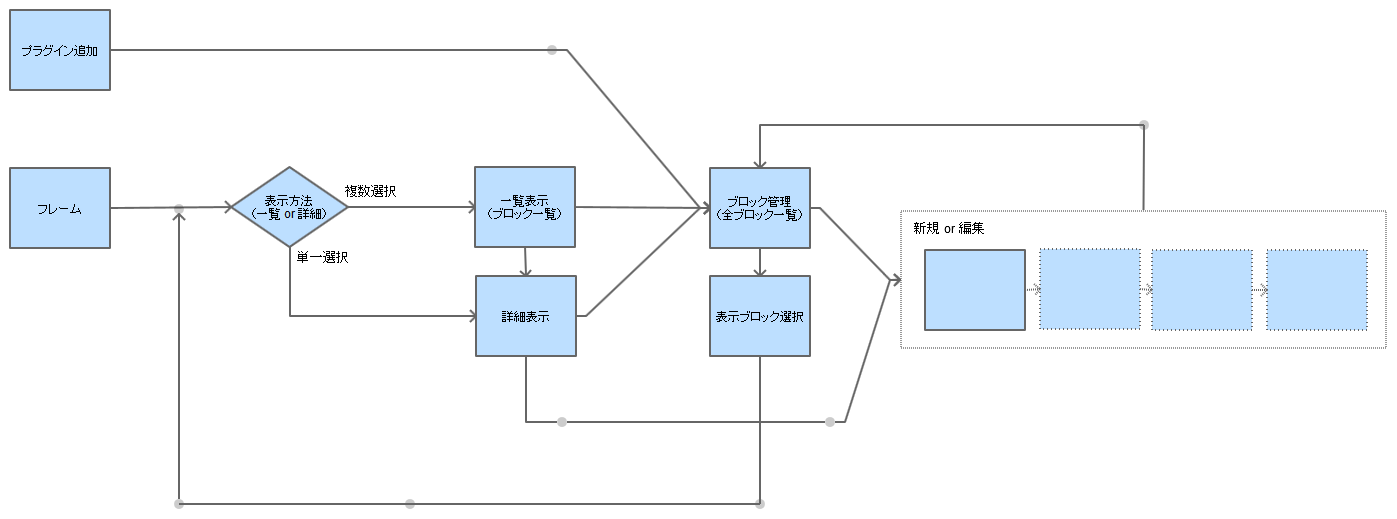 プラグイン追加
フレーム
表示方法
(一覧 or 詳細)
複数選択
単一選択
一覧表示
(ブロック一覧)
詳細表示
ブロック管理
(全ブロック一覧)
表示ブロック選択
新規 or 編集